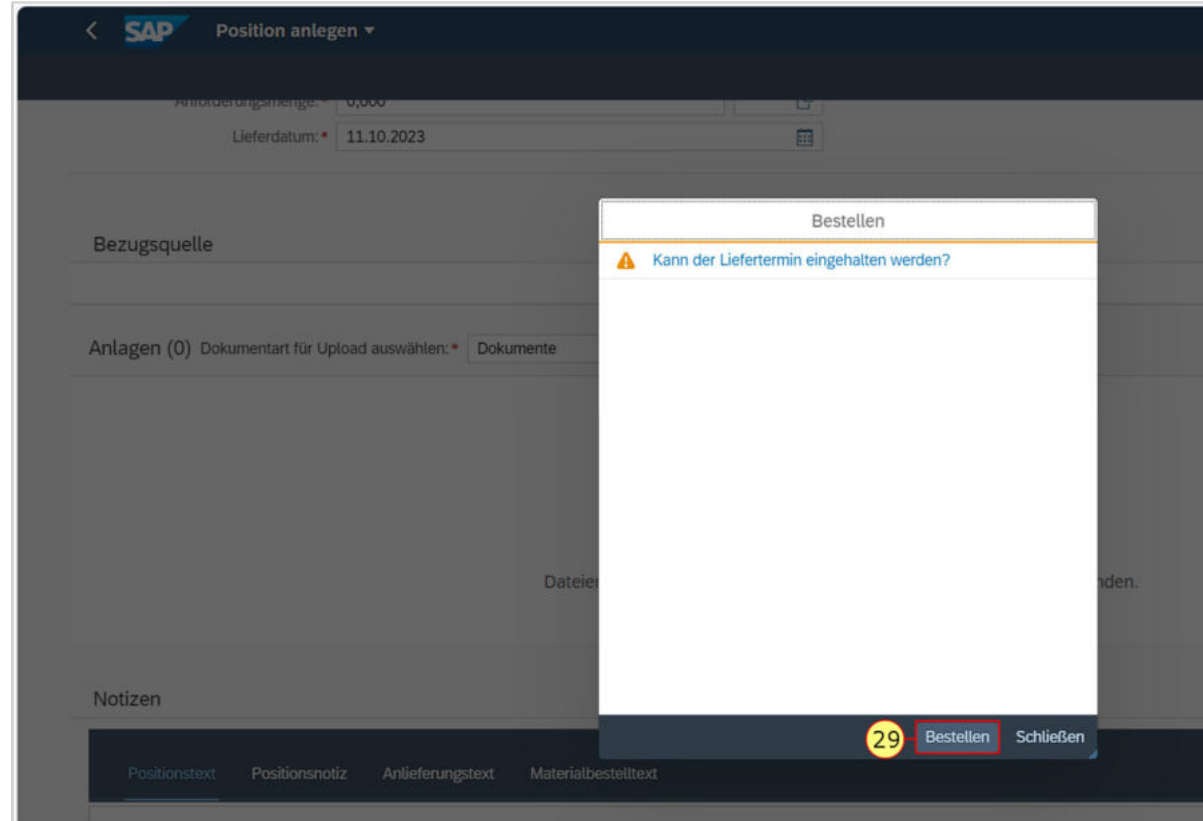 SAP Position anlegen
Anforderungsmenge:* 0,000
Lieferdatum:* 11.10.2023
Bezugsquelle
Anlagen (0) Dokumentart für Upload auswählen:* Dokumente
Dateien
nden.
Notizen
Positionstext Positionsnotiz Anlieferungstext Materialbestelltext
Bestellen
Kann der Liefertermin eingehalten werden?
29 Bestellen Schließen